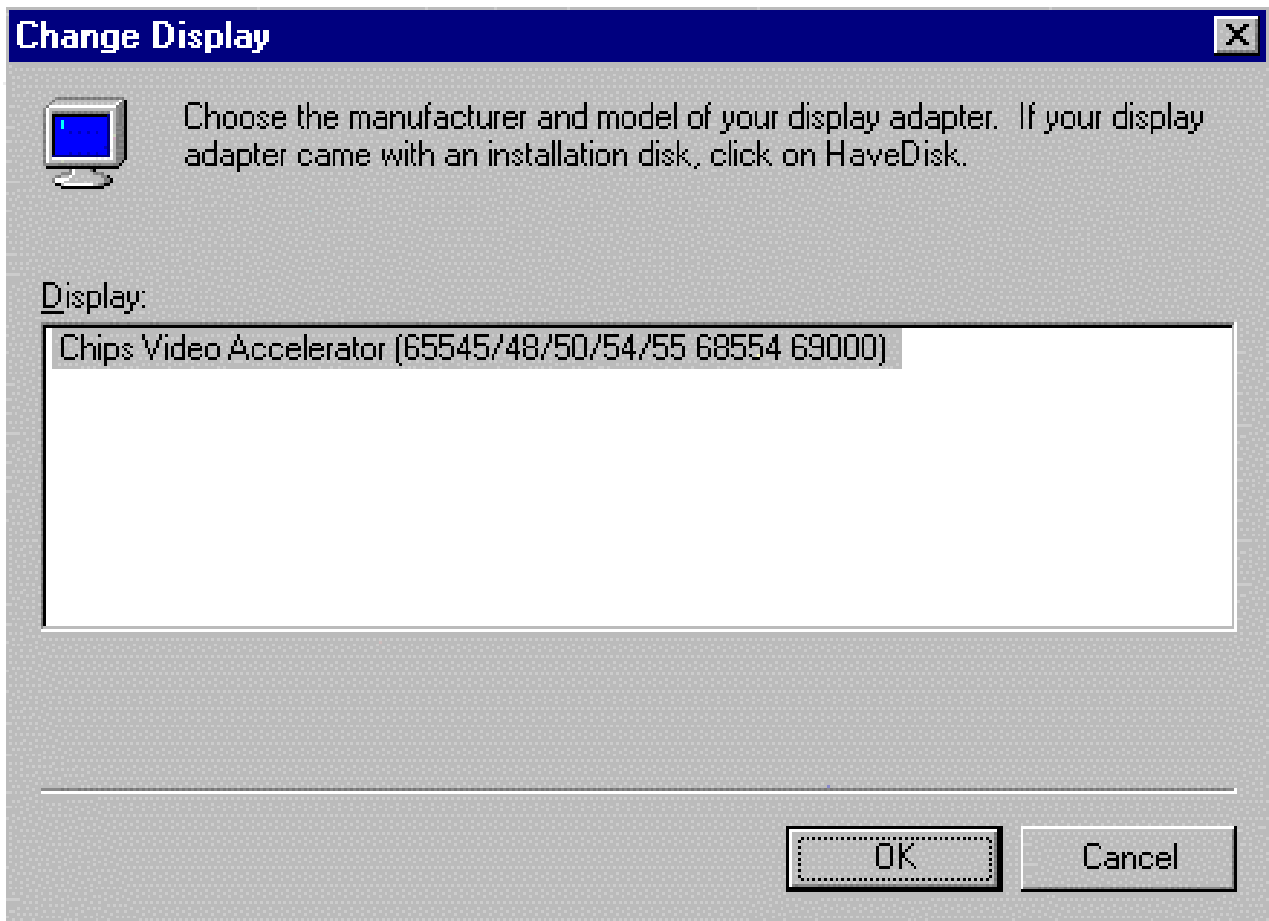 Change Display
Choose the manufacturer and model of your display adapter.  If your display
adapter came with an installation disk, click on HaveDisk.
Display:
Chips Video Accelerator (65545/48/50/54/55 68554 69000)
OK
Cancel